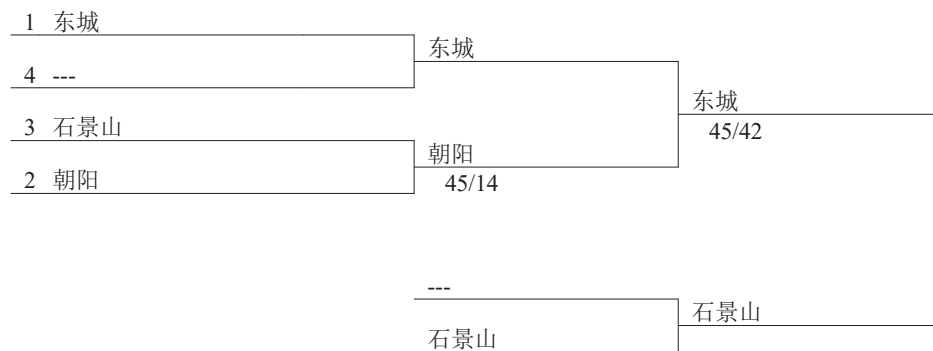 1 东城
东城
4 ---
东城
45/42
3 石景山
朝阳
45/14
2 朝阳
---
石景山
石景山